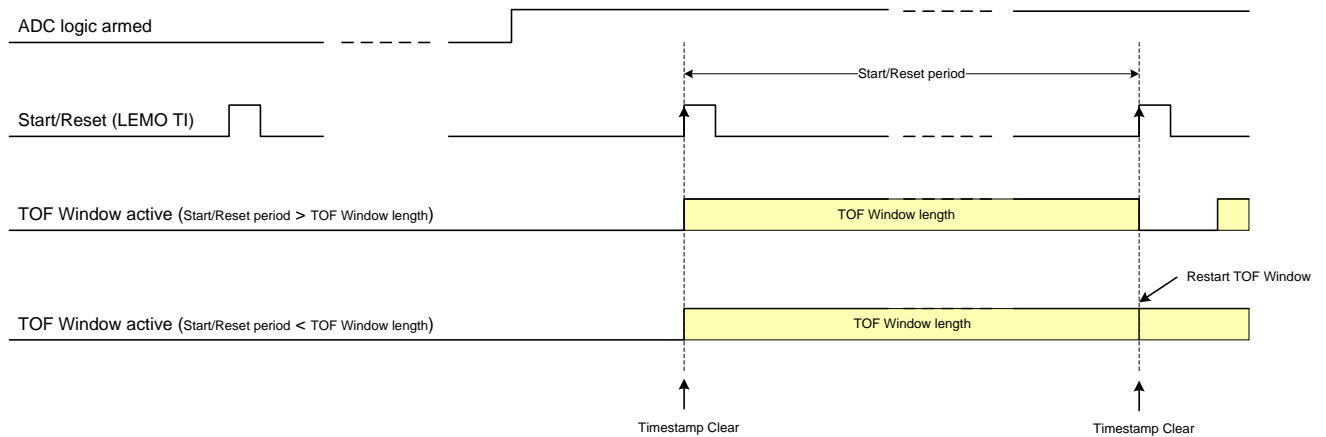 ADC logic armed
Start/Reset period
Start/Reset (LEMO TI)
TOF Window active (Start/Reset period > TOF Window length)
TOF Window length
Restart TOF Window
TOF Window active (Start/Reset period < TOF Window length)
TOF Window length
Timestamp Clear
Timestamp Clear